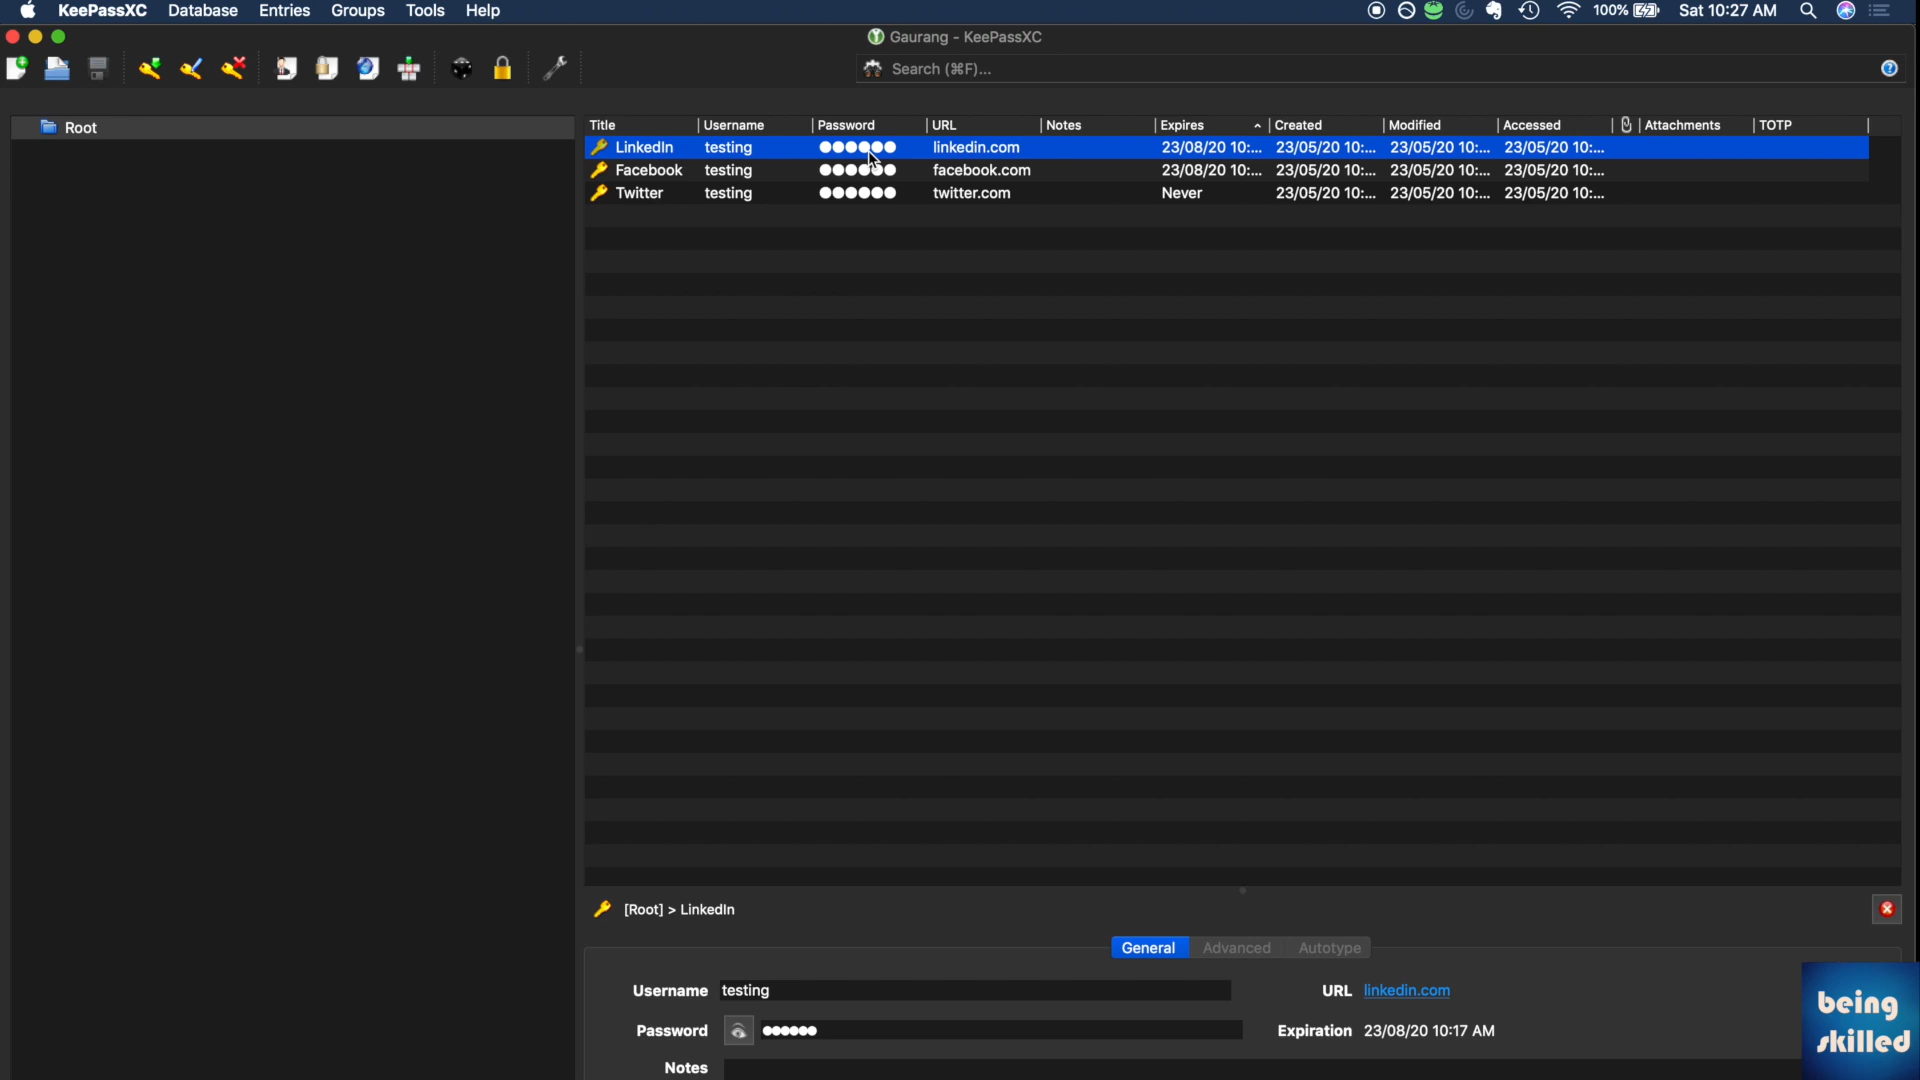 KeePassXC Database Entries Groups Tools Help 100% Sat 10:27 AM
Gaurang - KeePassXC
Search (⌘F)...
Root
Title Username Password URL Notes Expires Created Modified Accessed Attachments TOTP
LinkedIn testing ●●●●●● linkedin.com 23/08/20 10:... 23/05/20 10:... 23/05/20 10:... 23/05/20 10:...
Facebook testing ●●●●●● facebook.com 23/08/20 10:... 23/05/20 10:... 23/05/20 10:... 23/05/20 10:...
Twitter testing ●●●●●● twitter.com Never 23/05/20 10:... 23/05/20 10:... 23/05/20 10:...
[Root] > LinkedIn
General Advanced Autotype
Username testing URL linkedin.com
Password ●●●●●● Expiration 23/08/20 10:17 AM
Notes
being
skilled